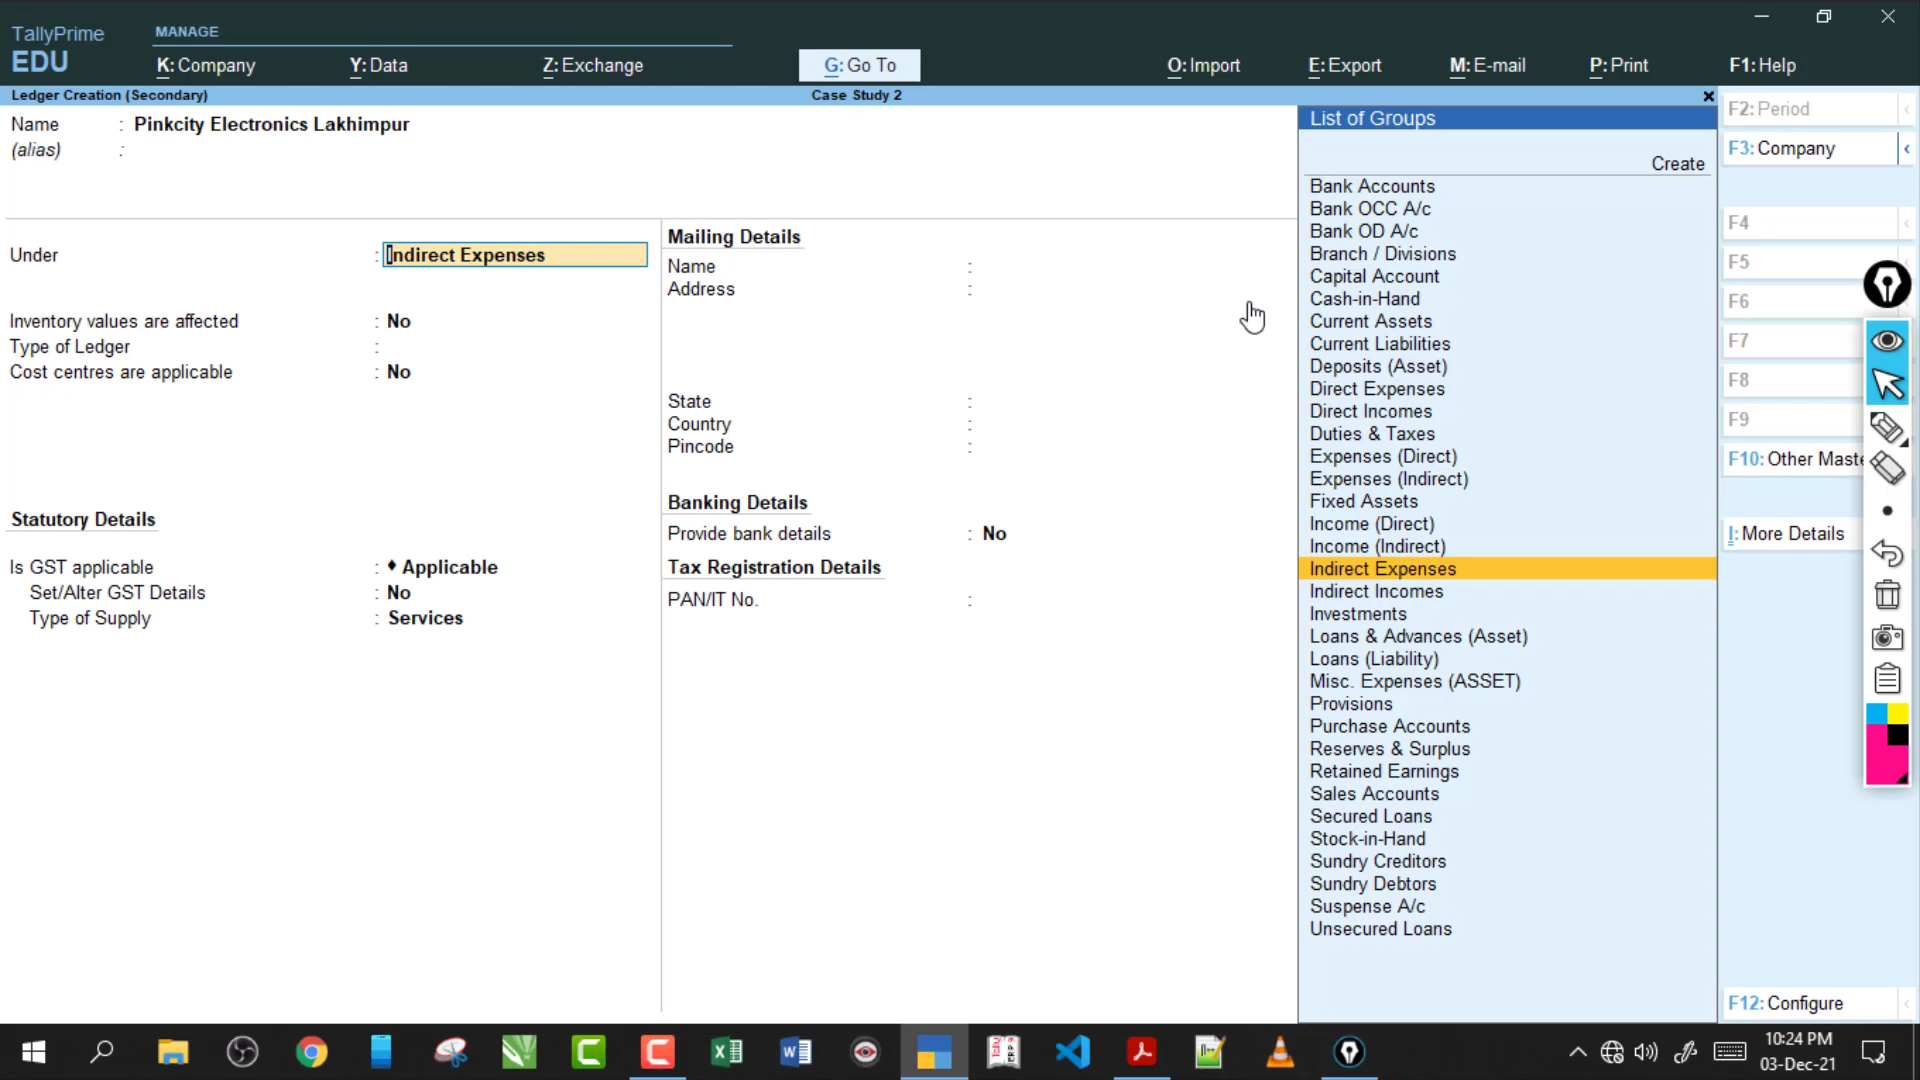 TallyPrime
EDU
MANAGE
K: Company
Y: Data
Z: Exchange
G: Go To
O: Import
E: Export
M: E-mail
P: Print
F1: Help
Ledger Creation (Secondary)
Case Study 2
Name : Pinkcity Electronics Lakhimpur
(alias) :
Under : Indirect Expenses
Inventory values are affected : No
Type of Ledger :
Cost centres are applicable : No
Statutory Details
Is GST applicable : ♦ Applicable
Set/Alter GST Details : No
Type of Supply : Services
Mailing Details
Name :
Address :
State :
Country :
Pincode :
Banking Details
Provide bank details : No
Tax Registration Details
PAN/IT No. :
List of Groups
Create
Bank Accounts
Bank OCC A/c
Bank OD A/c
Branch / Divisions
Capital Account
Cash-in-Hand
Current Assets
Current Liabilities
Deposits (Asset)
Direct Expenses
Direct Incomes
Duties & Taxes
Expenses (Direct)
Expenses (Indirect)
Fixed Assets
Income (Direct)
Income (Indirect)
Indirect Expenses
Indirect Incomes
Investments
Loans & Advances (Asset)
Loans (Liability)
Misc. Expenses (ASSET)
Provisions
Purchase Accounts
Reserves & Surplus
Retained Earnings
Sales Accounts
Secured Loans
Stock-in-Hand
Sundry Creditors
Sundry Debtors
Suspense A/c
Unsecured Loans
F2: Period
F3: Company
F4
F5
F6
F7
F8
F9
F10: Other Maste
I: More Details
F12: Configure
10:24 PM
03-Dec-21